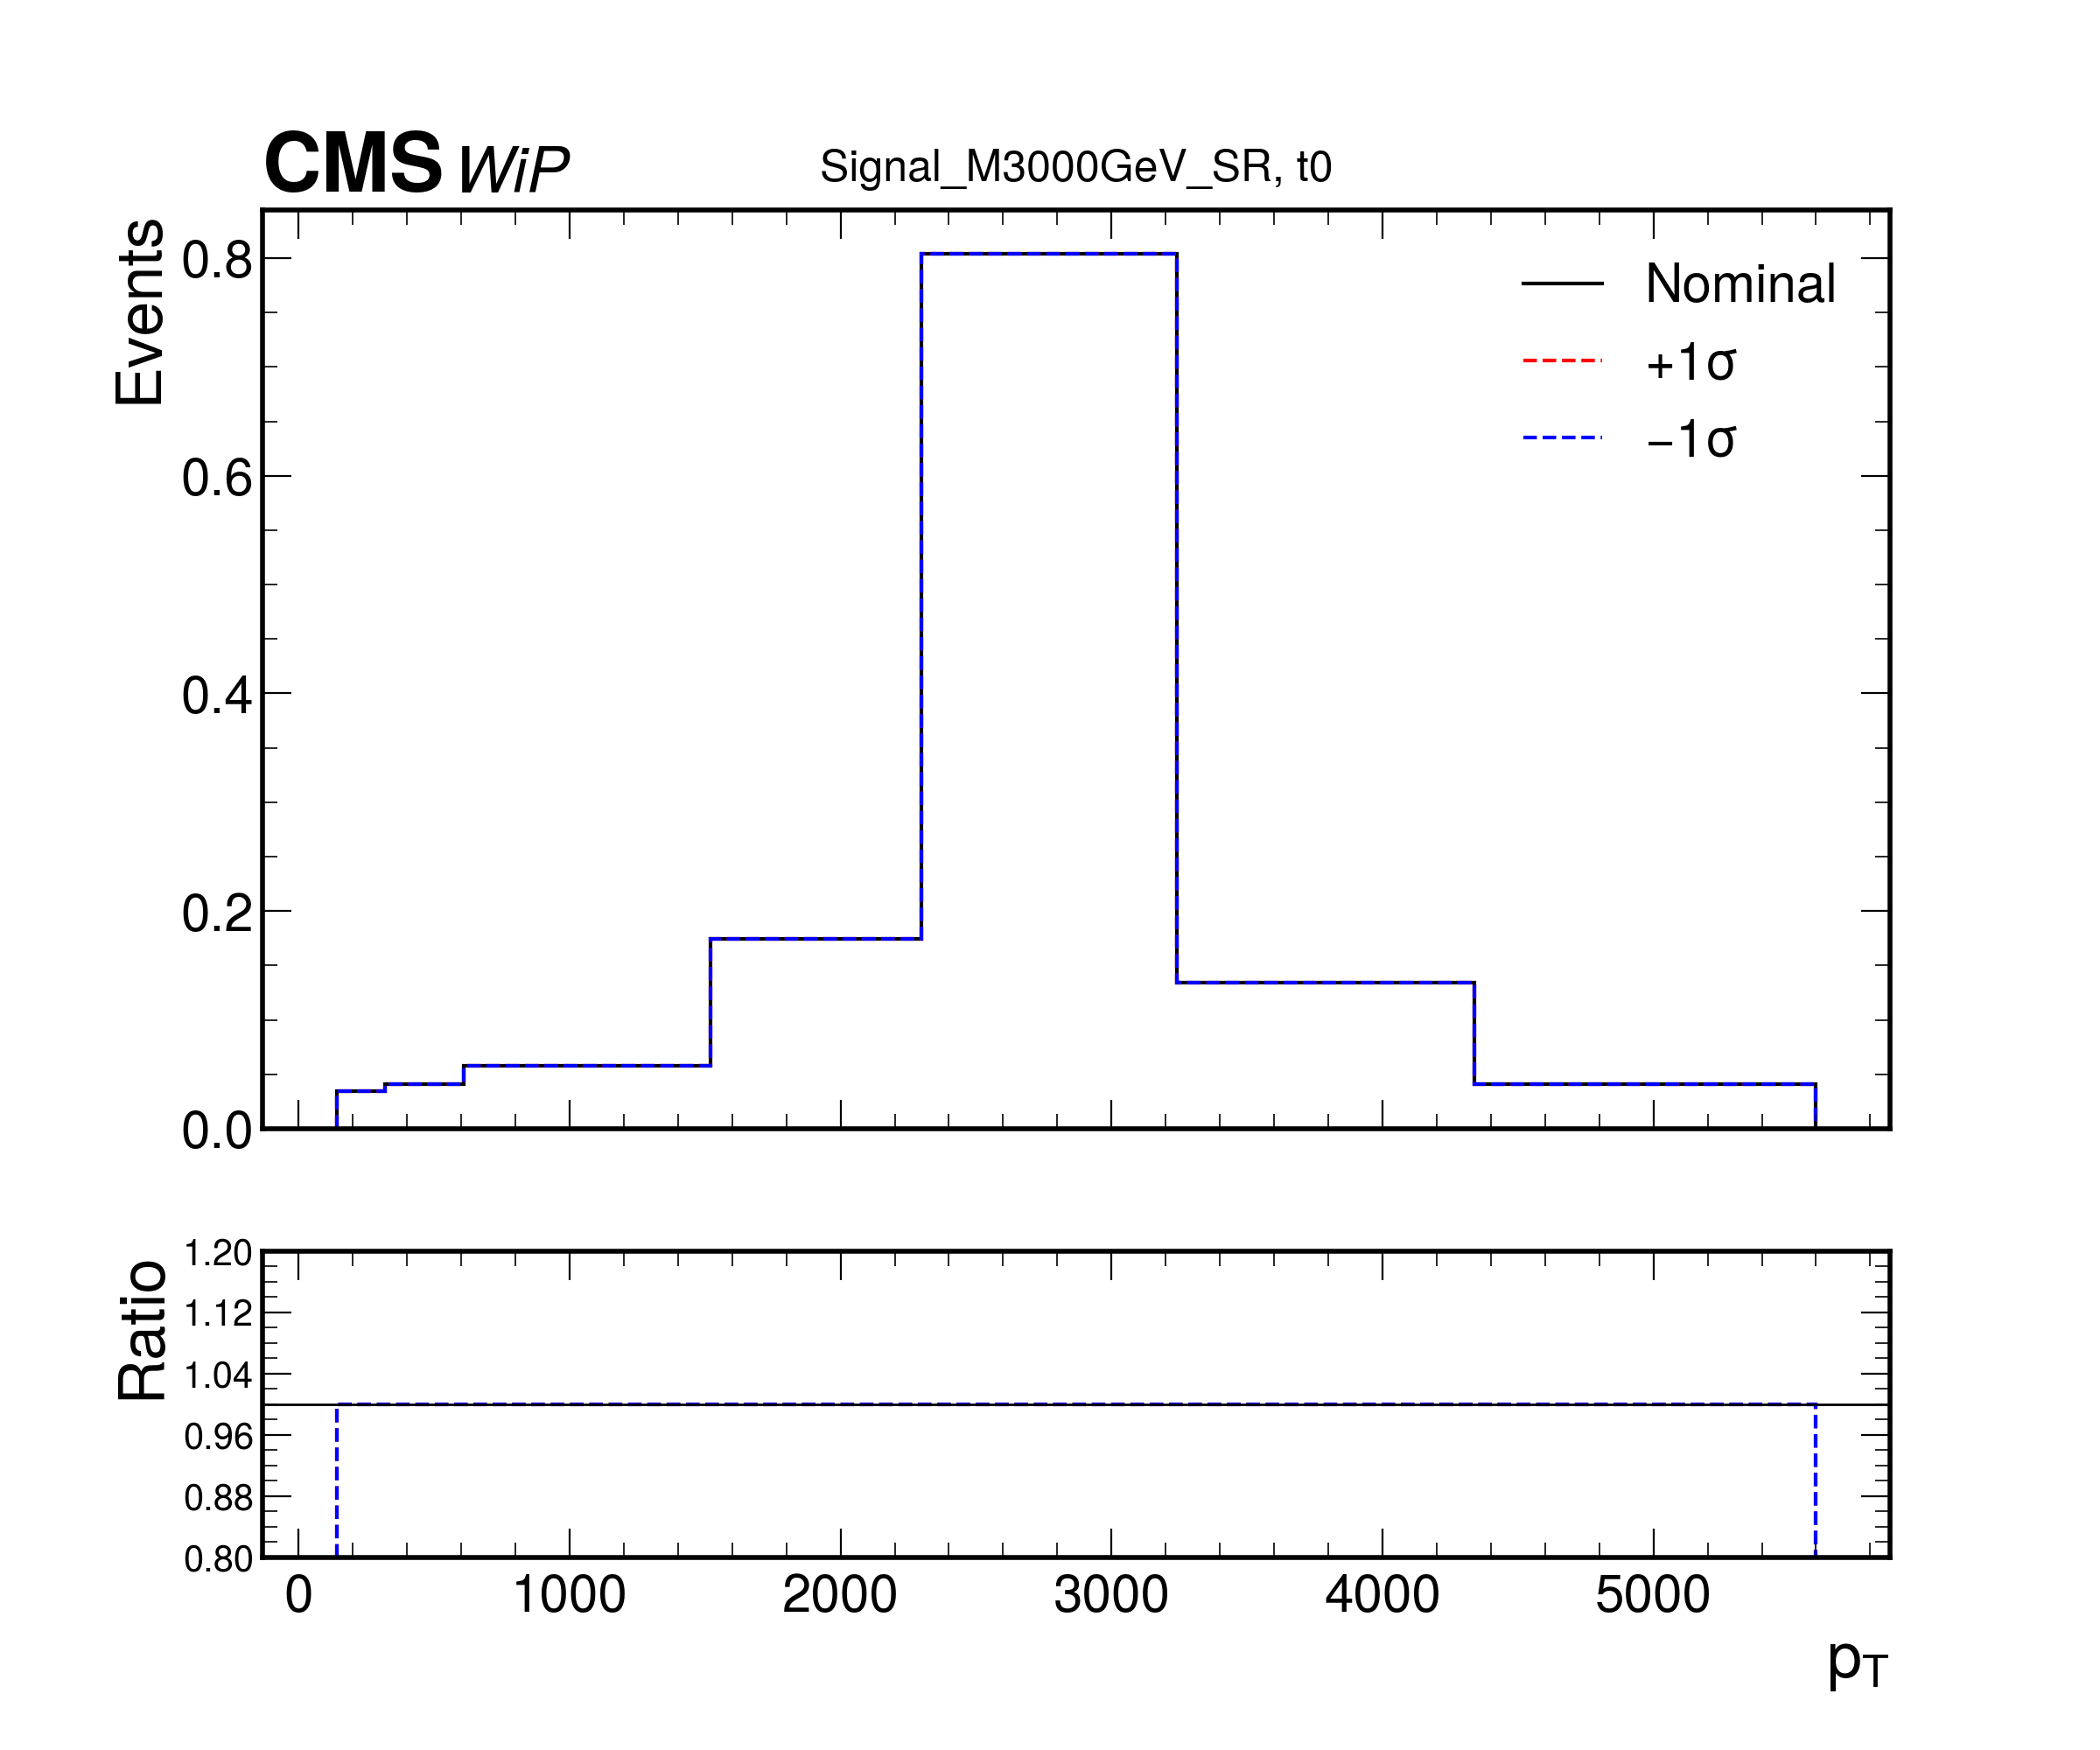 CMS WiP
Signal_M3000GeV_SR, t0
Events
0.8
0.6
0.4
0.2
0.0
Nominal
+1σ
−1σ
Ratio
1.20
1.12
1.04
0.96
0.88
0.80
0 1000 2000 3000 4000 5000
pT